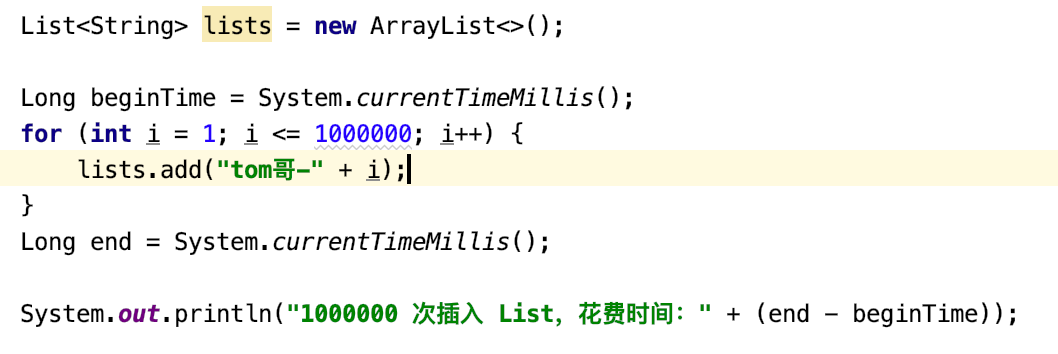 List<String> lists = new ArrayList<>();
Long beginTime = System.currentTimeMillis();
for (int i = 1; i <= 1000000; i++) {
    lists.add("tom哥-" + i);
}
Long end = System.currentTimeMillis();
System.out.println("1000000 次插入 List，花费时间：" + (end - beginTime));